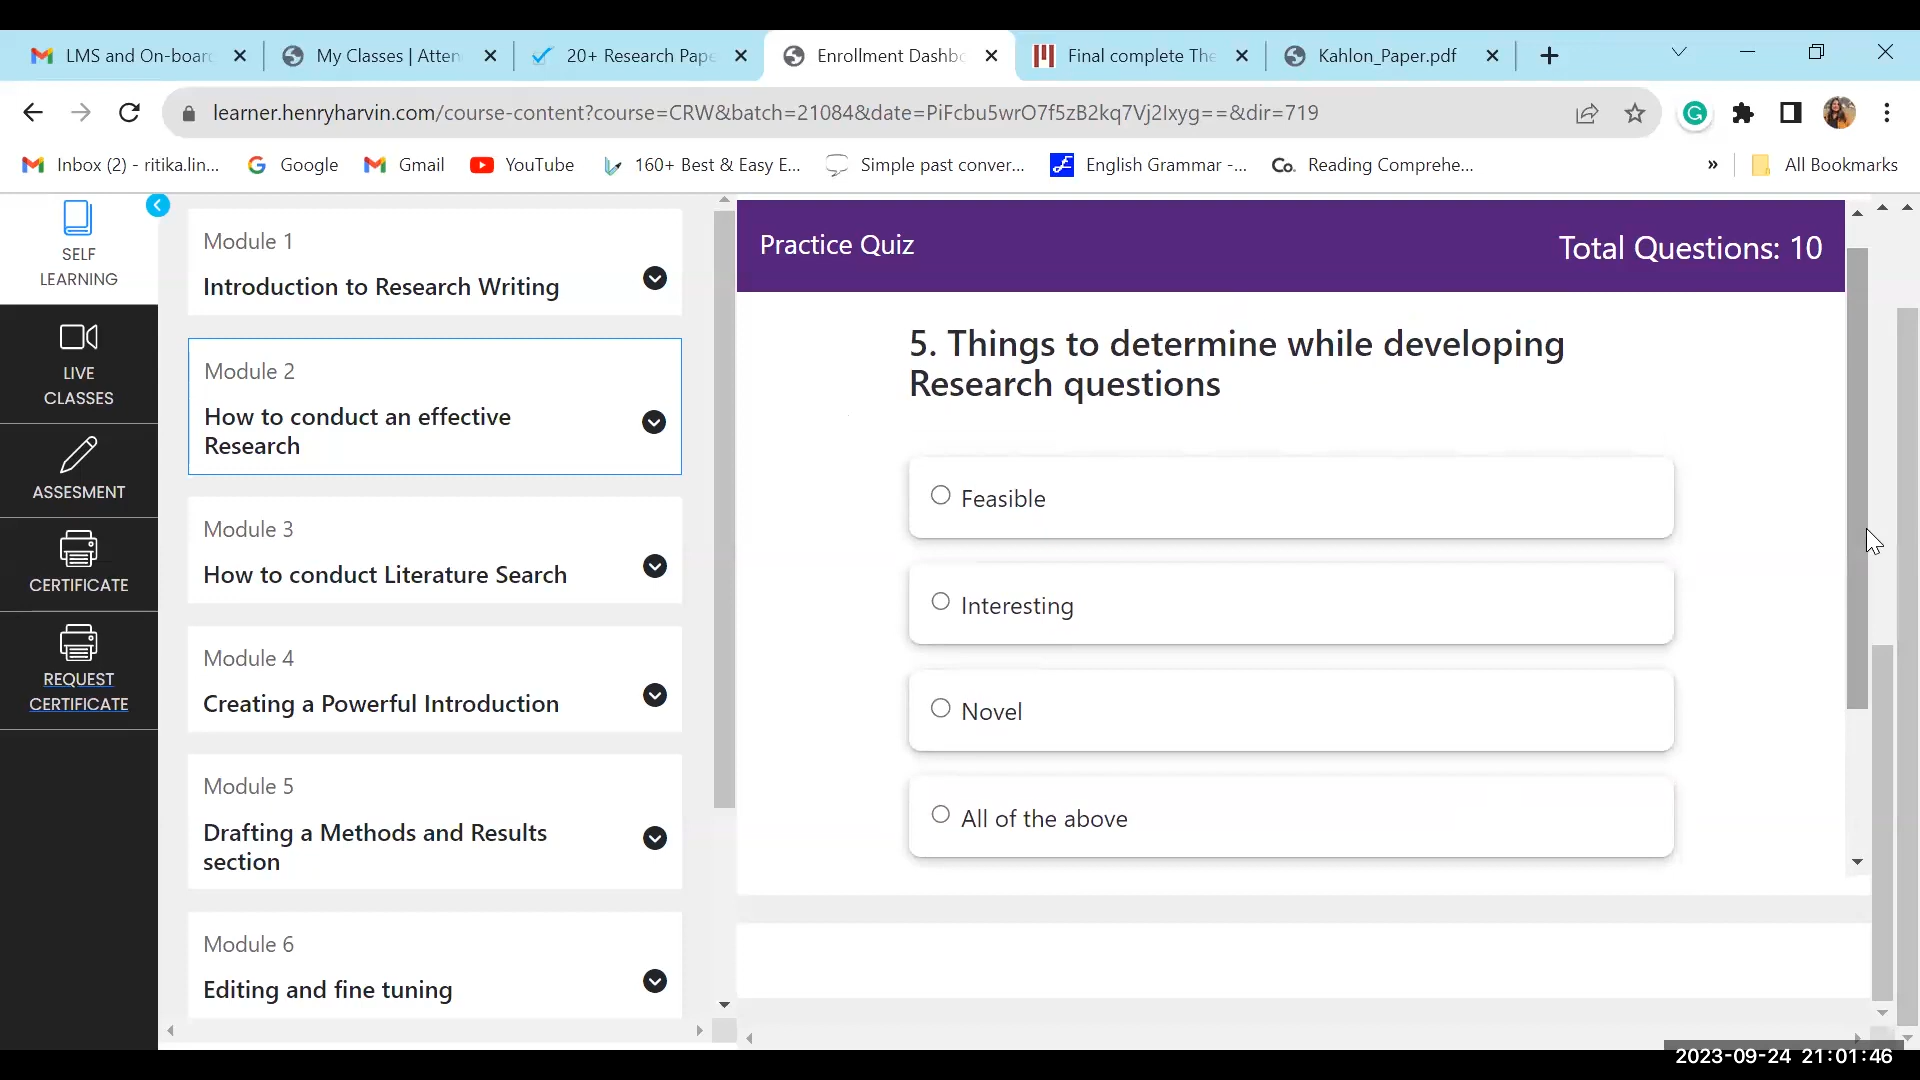 LMS and On-boar
My Classes | Atten
20+ Research Pape
Enrollment Dashbo
Final complete The
Kahlon_Paper.pdf
learner.henryharvin.com/course-content?course=CRW&batch=21084&date=PiFcbu5wrO7f5zB2kq7Vj2Ixyg==&dir=719
Inbox (2) - ritika.lin...
Google
Gmail
YouTube
160+ Best & Easy E...
Simple past conver...
English Grammar -...
Co.
Reading Comprehe...
»
All Bookmarks
SELF
LEARNING
LIVE
CLASSES
ASSESMENT
CERTIFICATE
REQUEST
CERTIFICATE
Module 1
Introduction to Research Writing
Module 2
How to conduct an effective
Research
Module 3
How to conduct Literature Search
Module 4
Creating a Powerful Introduction
Module 5
Drafting a Methods and Results
section
Module 6
Editing and fine tuning
Practice Quiz
Total Questions: 10
5. Things to determine while developing
Research questions
Feasible
Interesting
Novel
All of the above
2023-09-24 21:01:46